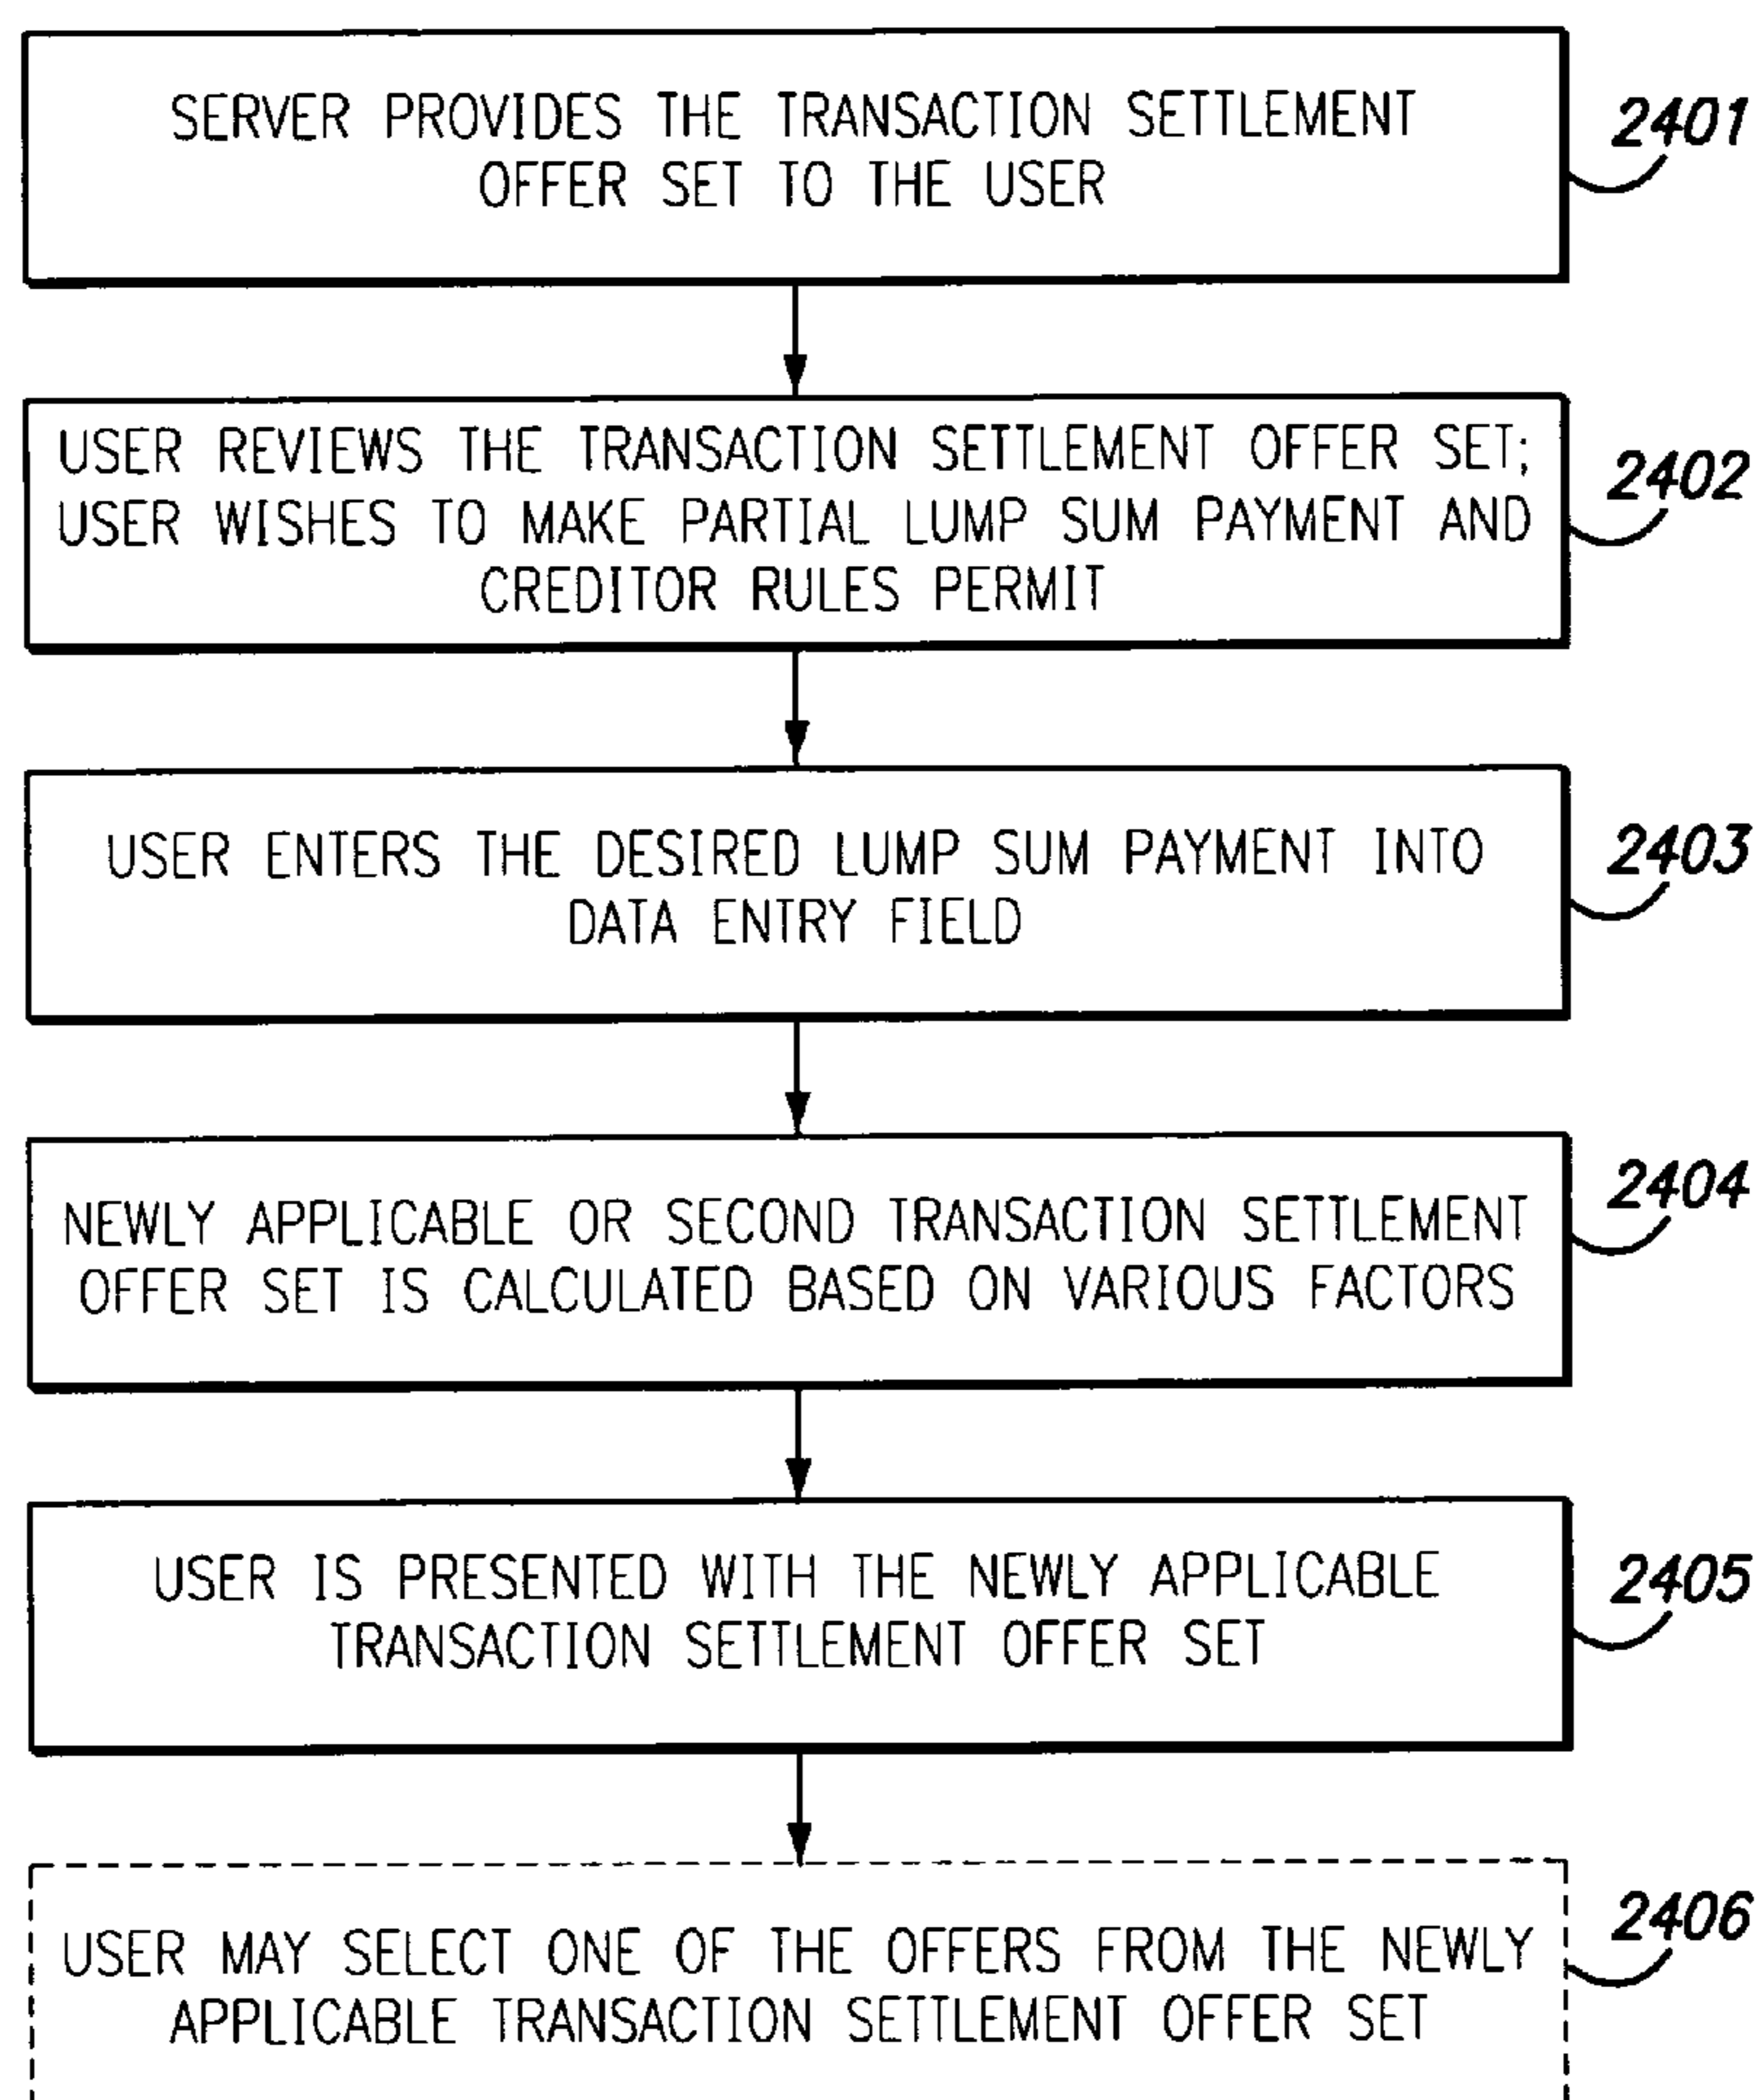 SERVER PROVIDES THE TRANSACTION SETTLEMENT
OFFER SET TO THE USER
2401
USER REVIEWS THE TRANSACTION SETTLEMENT OFFER SET;
USER WISHES TO MAKE PARTIAL LUMP SUM PAYMENT AND
CREDITOR RULES PERMIT
2402
USER ENTERS THE DESIRED LUMP SUM PAYMENT INTO
DATA ENTRY FIELD
2403
NEWLY APPLICABLE OR SECOND TRANSACTION SETTLEMENT
OFFER SET IS CALCULATED BASED ON VARIOUS FACTORS
2404
USER IS PRESENTED WITH THE NEWLY APPLICABLE
TRANSACTION SETTLEMENT OFFER SET
2405
USER MAY SELECT ONE OF THE OFFERS FROM THE NEWLY
APPLICABLE TRANSACTION SETTLEMENT OFFER SET
2406